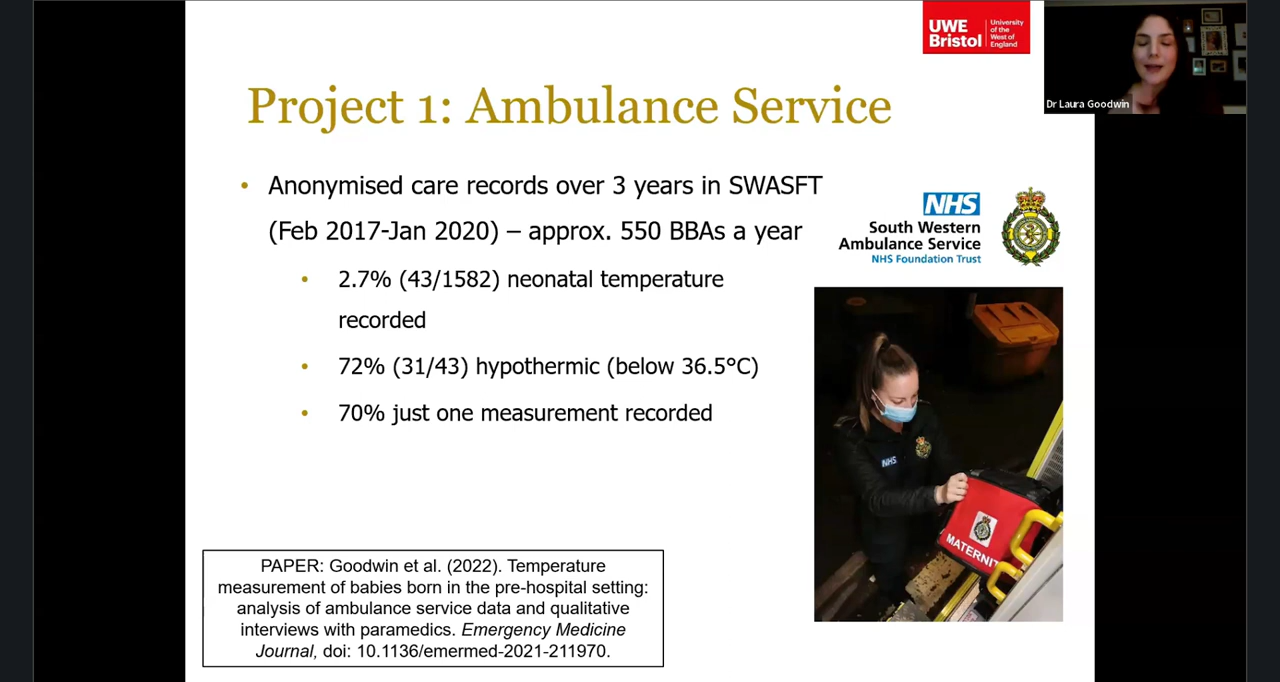 UWE
Bristol
University
of the
West of
England
Dr Laura Goodwin
Project 1: Ambulance Service
• Anonymised care records over 3 years in SWASFT
(Feb 2017-Jan 2020) – approx. 550 BBAs a year
• 2.7% (43/1582) neonatal temperature
recorded
• 72% (31/43) hypothermic (below 36.5°C)
• 70% just one measurement recorded
NHS
South Western
Ambulance Service
NHS Foundation Trust
NHS
MATERNI
PAPER: Goodwin et al. (2022). Temperature
measurement of babies born in the pre-hospital setting:
analysis of ambulance service data and qualitative
interviews with paramedics. Emergency Medicine
Journal, doi: 10.1136/emermed-2021-211970.